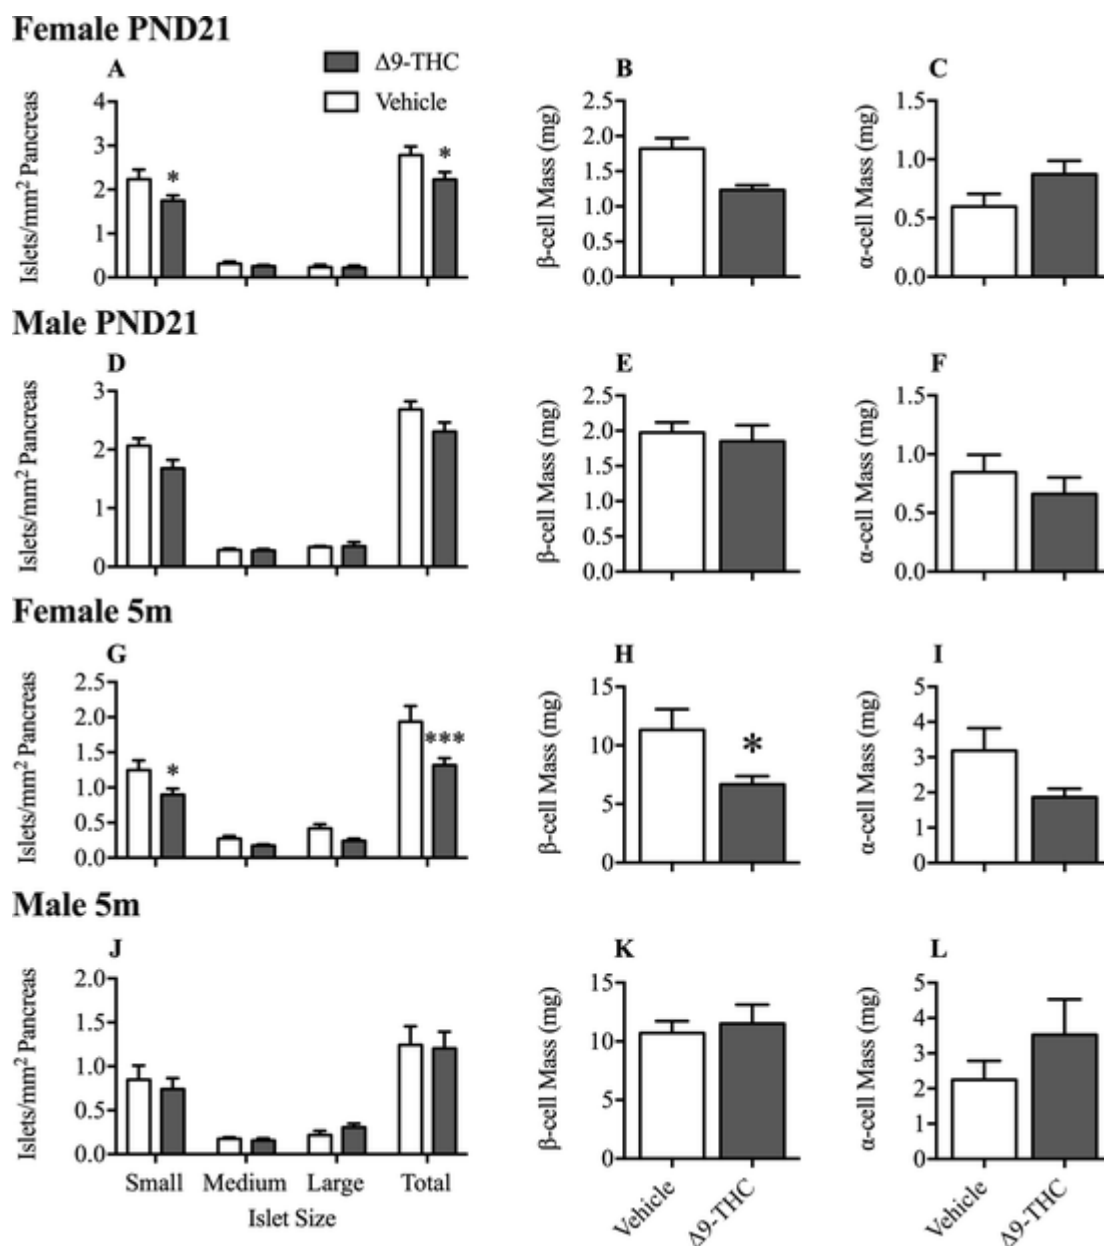 Female PND21
A
Δ9-THC
Vehicle
B
C
Islets/mm² Pancreas
4
3
2
1
0
*
*
β-cell Mass (mg)
2.5
2.0
1.5
1.0
0.5
0.0
α-cell Mass (mg)
1.5
1.0
0.5
0.0
Male PND21
D
E
F
Islets/mm² Pancreas
3
2
1
0
β-cell Mass (mg)
2.5
2.0
1.5
1.0
0.5
0.0
α-cell Mass (mg)
1.5
1.0
0.5
0.0
Female 5m
G
H
I
Islets/mm² Pancreas
2.5
2.0
1.5
1.0
0.5
0.0
*
***
β-cell Mass (mg)
15
10
5
0
*
α-cell Mass (mg)
5
4
3
2
1
0
Male 5m
J
K
L
Islets/mm² Pancreas
2.0
1.5
1.0
0.5
0.0
Small Medium Large Total
Islet Size
β-cell Mass (mg)
15
10
5
0
Vehicle
Δ9-THC
α-cell Mass (mg)
5
4
3
2
1
0
Vehicle
Δ9-THC